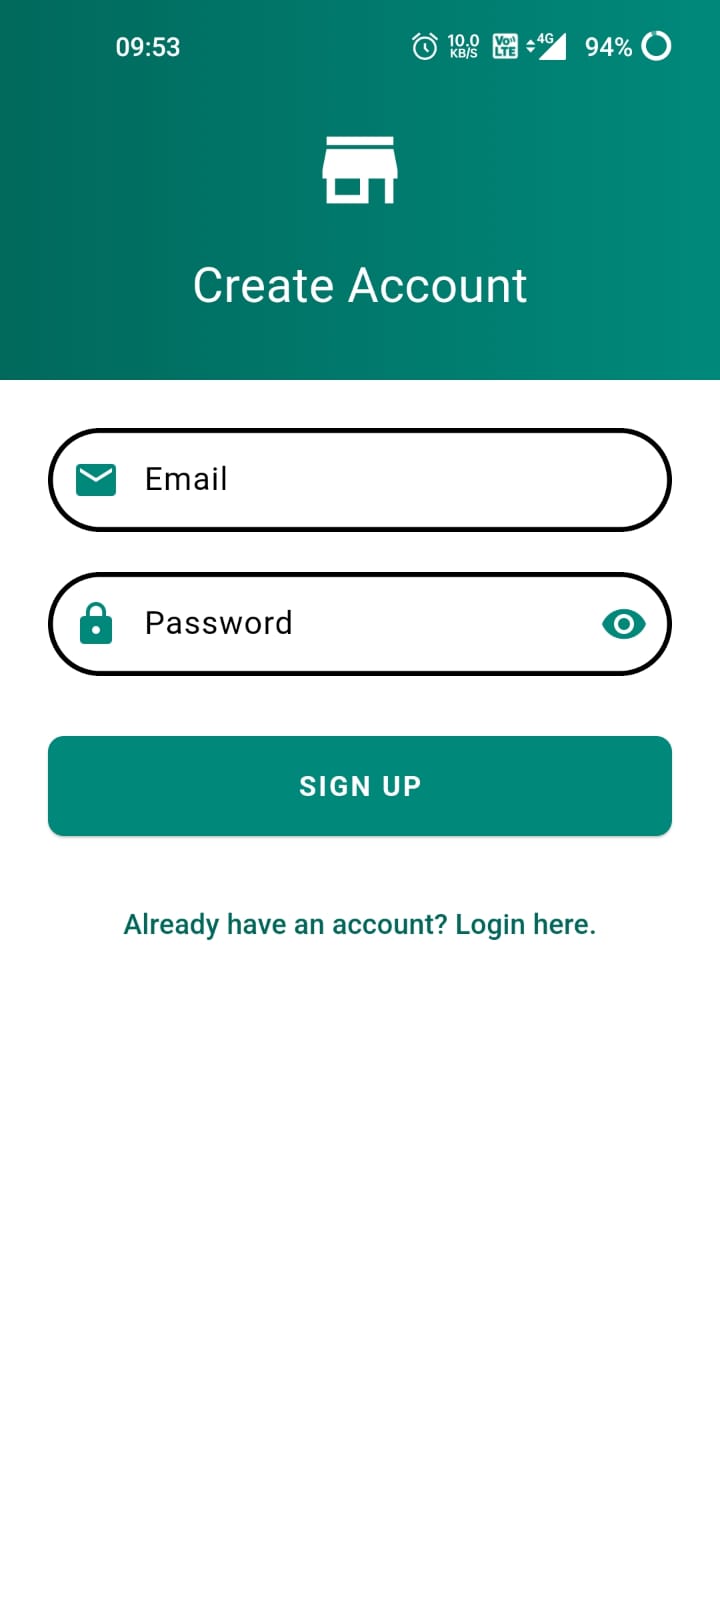 09:53 10.0 KB/S Vo LTE 4G 94%
Create Account
Email
Password
SIGN UP
Already have an account? Login here.